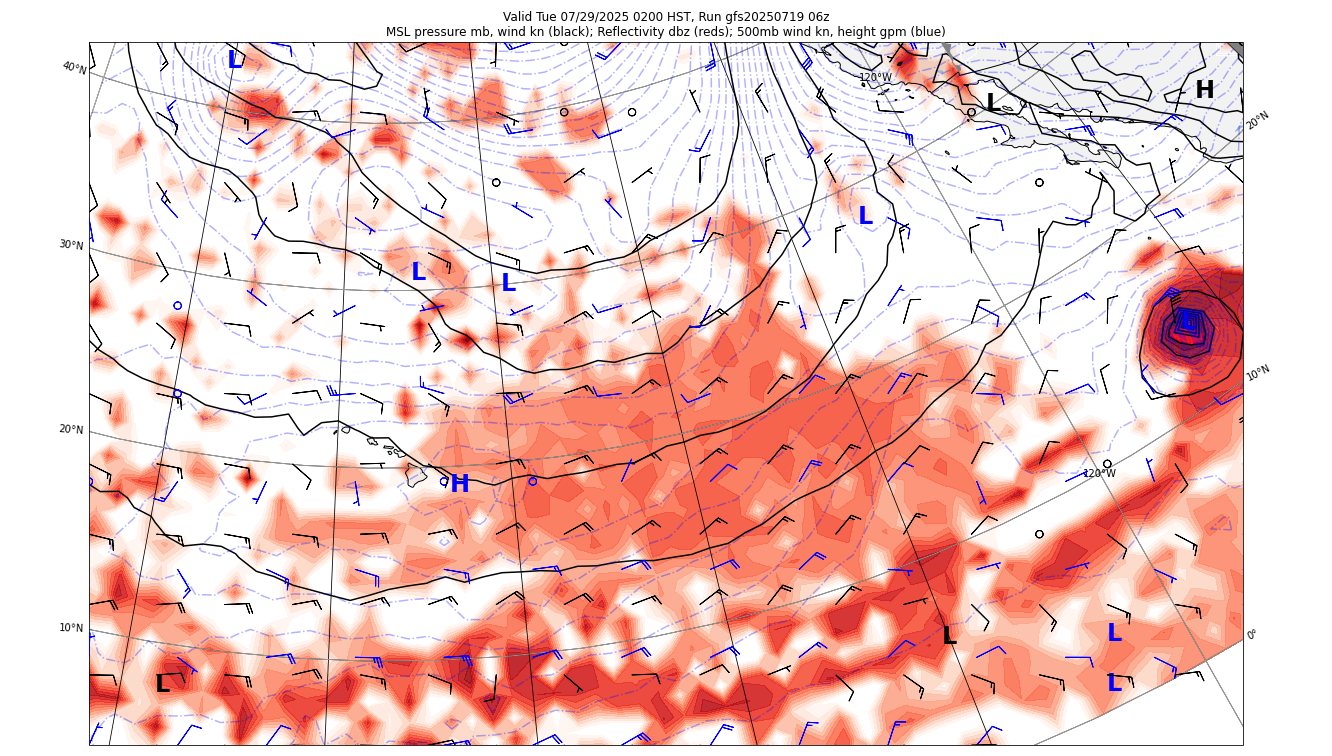 Valid Tue 07/29/2025 0200 HST, Run gfs20250719 06z
MSL pressure mb, wind kn (black); Reflectivity dbz (reds); 500mb wind kn, height gpm (blue)
L
40°N
120°W
H
L
20°N
L
30°N
L
L
L
10°N
20°N
120°W
H
10°N
L
L
0°
L
L